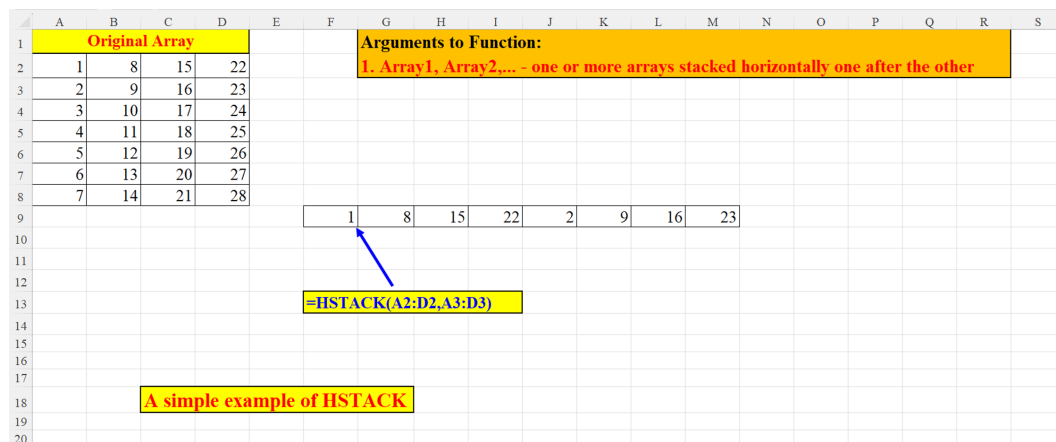 A B C D E F G H I J K L M N O P Q R S
1 Original Array Arguments to Function:
2 1 8 15 22 1. Array1, Array2,... - one or more arrays stacked horizontally one after the other
3 2 9 16 23
4 3 10 17 24
5 4 11 18 25
6 5 12 19 26
7 6 13 20 27
8 7 14 21 28
9 1 8 15 22 2 9 16 23
10
11
12
13 =HSTACK(A2:D2,A3:D3)
14
15
16
17
18 A simple example of HSTACK
19
20